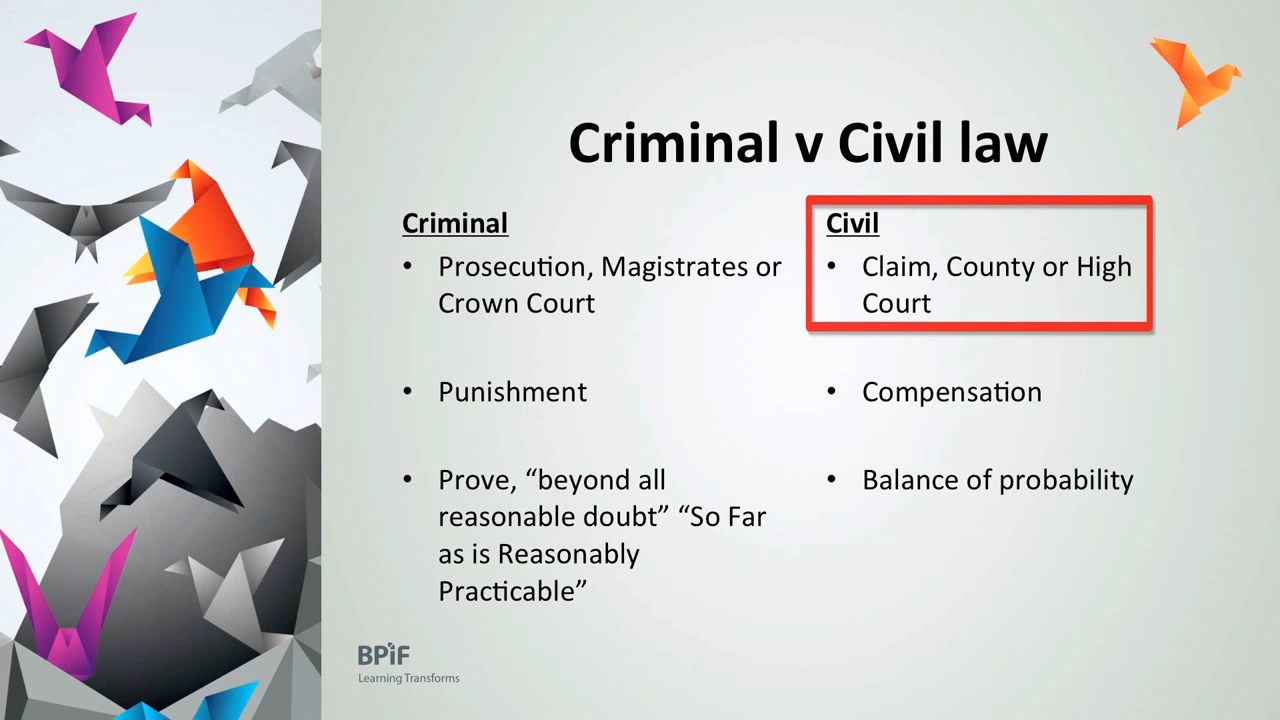 Criminal v Civil law
Criminal
• Prosecution, Magistrates or
Crown Court
• Punishment
• Prove, “beyond all
reasonable doubt” “So Far
as is Reasonably
Practicable”
Civil
• Claim, County or High
Court
• Compensation
• Balance of probability
BPiF
Learning Transforms